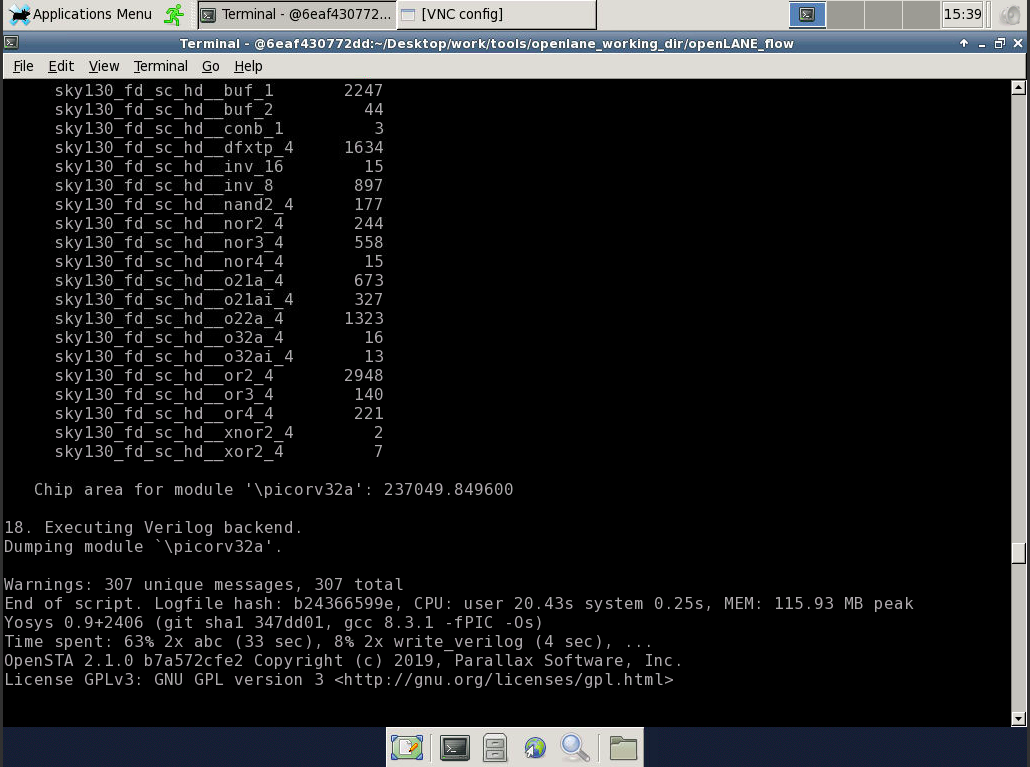 Applications Menu
Terminal - @6eaf430772...
[VNC config]
15:39
Terminal - @6eaf430772dd:~/Desktop/work/tools/openlane_working_dir/openLANE_flow
File Edit View Terminal Go Help
sky130_fd_sc_hd__buf_1 2247
sky130_fd_sc_hd__buf_2 44
sky130_fd_sc_hd__conb_1 3
sky130_fd_sc_hd__dfxtp_4 1634
sky130_fd_sc_hd__inv_16 15
sky130_fd_sc_hd__inv_8 897
sky130_fd_sc_hd__nand2_4 177
sky130_fd_sc_hd__nor2_4 244
sky130_fd_sc_hd__nor3_4 558
sky130_fd_sc_hd__nor4_4 15
sky130_fd_sc_hd__o21a_4 673
sky130_fd_sc_hd__o21ai_4 327
sky130_fd_sc_hd__o22a_4 1323
sky130_fd_sc_hd__o32a_4 16
sky130_fd_sc_hd__o32ai_4 13
sky130_fd_sc_hd__or2_4 2948
sky130_fd_sc_hd__or3_4 140
sky130_fd_sc_hd__or4_4 221
sky130_fd_sc_hd__xnor2_4 2
sky130_fd_sc_hd__xor2_4 7
Chip area for module '\picorv32a': 237049.849600
18. Executing Verilog backend.
Dumping module `\picorv32a'.
Warnings: 307 unique messages, 307 total
End of script. Logfile hash: b24366599e, CPU: user 20.43s system 0.25s, MEM: 115.93 MB peak
Yosys 0.9+2406 (git sha1 347dd01, gcc 8.3.1 -fPIC -Os)
Time spent: 63% 2x abc (33 sec), 8% 2x write_verilog (4 sec), ...
OpenSTA 2.1.0 b7a572cfe2 Copyright (c) 2019, Parallax Software, Inc.
License GPLv3: GNU GPL version 3 <http://gnu.org/licenses/gpl.html>